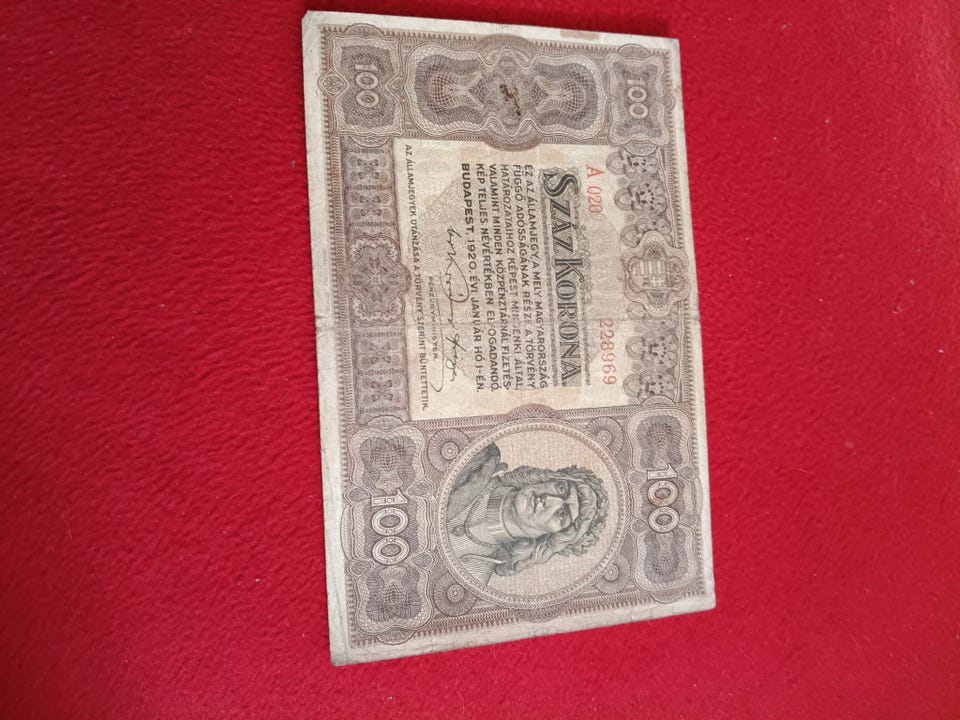 100
100
A 020
228969
SZÁZ KORONA
EZ AZ ÁLLAMJEGY A MELY MAGYARORSZÁG
FÜGGŐ ADÓSSÁGÁNAK RÉSZE A TÖRVÉNY
HATÁROZATAIHOZ KÉPEST MINDENKI ÁLTAL,
VALAMINT MINDEN KÖZPÉNZTÁRNÁL FIZETÉS-
KÉP TELJES NÉVÉRTÉKBEN ELFOGADANDÓ.
BUDAPEST, 1920. ÉVI JANUÁR HÓ 1-ÉN.
PÉNZÜGYMINISTER.
AZ ÁLLAMJEGYEK UTÁNZÁSA A TÖRVÉNY SZERINT BÜNTETTETIK.
100
100